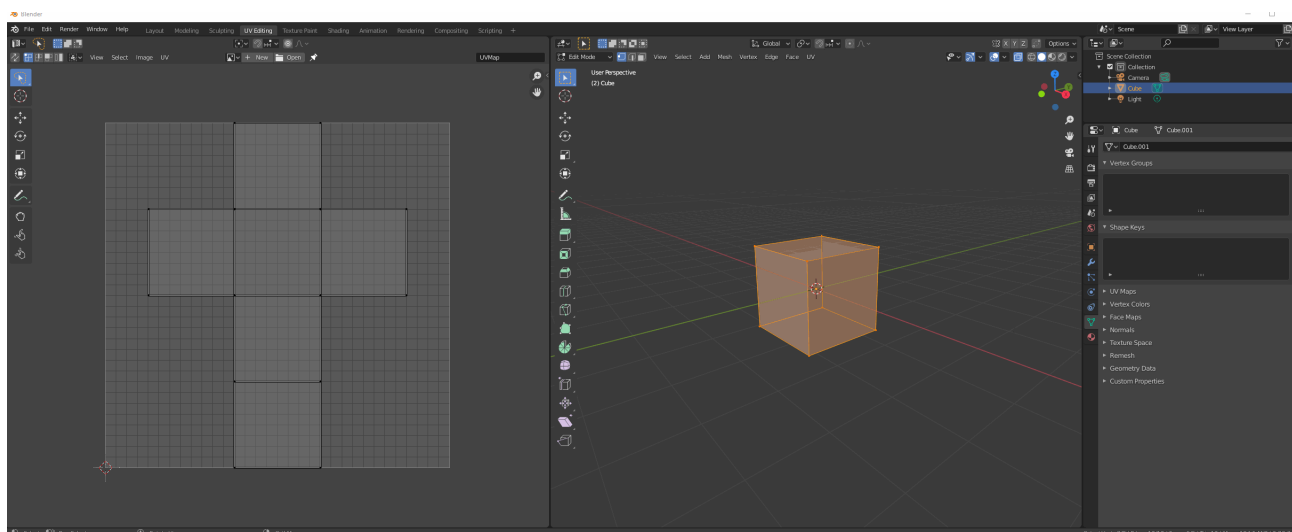 Blender
File Edit Render Window Help Layout Modeling Sculpting UV Editing Texture Paint Shading Animation Rendering Compositing Scripting +
Scene View Layer
View Select Image UV + New Open UVMap
Global X Y Z Options
Edit Mode View Select Add Mesh Vertex Edge Face UV
User Perspective
(2) Cube
Scene Collection
Collection
Camera
Cube
Light
Cube Cube.001
Cube.001
Vertex Groups
Shape Keys
UV Maps
Vertex Colors
Face Maps
Normals
Texture Space
Remesh
Geometry Data
Custom Properties